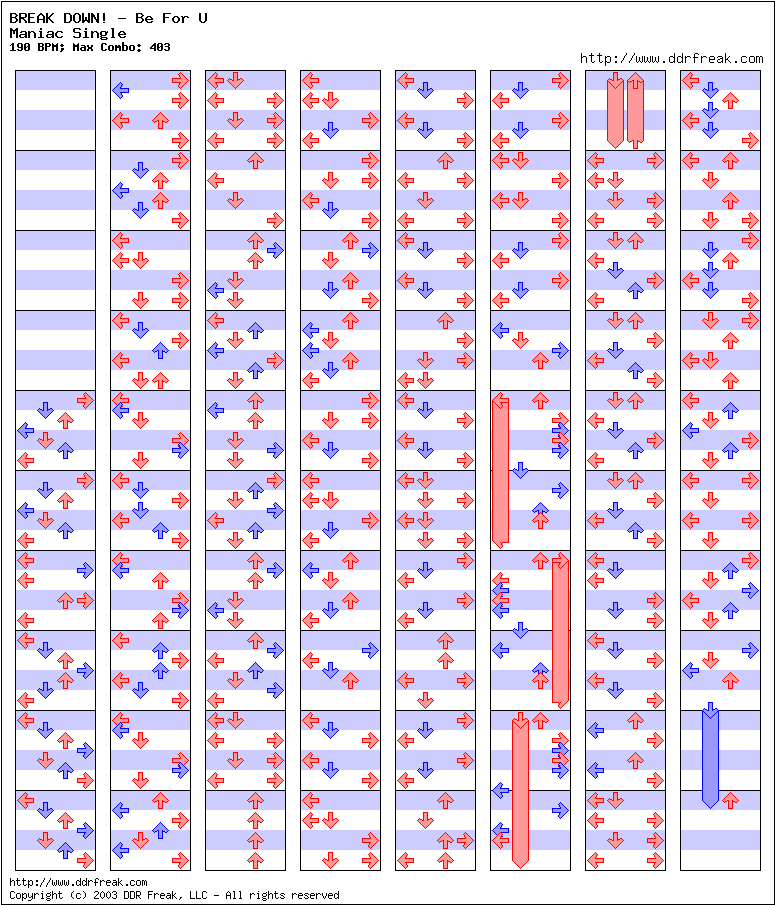 BREAK DOWN! - Be For U
Maniac Single
190 BPM; Max Combo: 403
http://www.ddrfreak.com
http://www.ddrfreak.com
Copyright (c) 2003 DDR Freak, LLC - All rights reserved